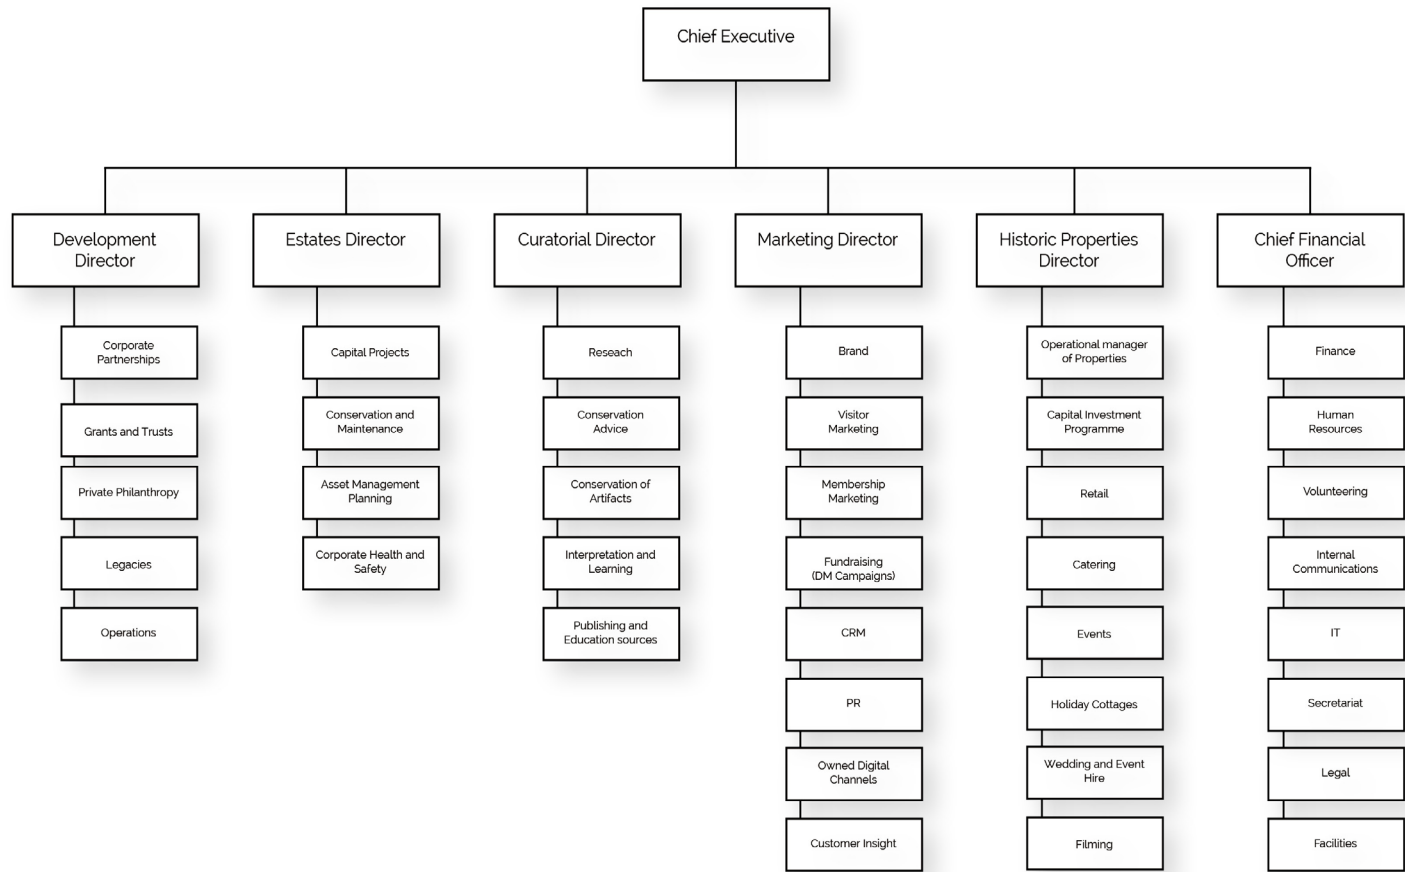 Chief Executive
Development
Director
Estates Director
Curatorial Director
Marketing Director
Historic Properties
Director
Chief Financial
Officer
Corporate
Partnerships
Grants and Trusts
Private Philanthropy
Legacies
Operations
Capital Projects
Conservation and
Maintenance
Asset Management
Planning
Corporate Health and
Safety
Reseach
Conservation
Advice
Conservation of
Artifacts
Interpretation and
Learning
Publishing and
Education sources
Brand
Visitor
Marketing
Membership
Marketing
Fundraising
(DM Campaigns)
CRM
PR
Owned Digital
Channels
Customer Insight
Operational manager
of Properties
Capital Investment
Programme
Retail
Catering
Events
Holiday Cottages
Wedding and Event
Hire
Filming
Finance
Human
Resources
Volunteering
Internal
Communications
IT
Secretariat
Legal
Facilities